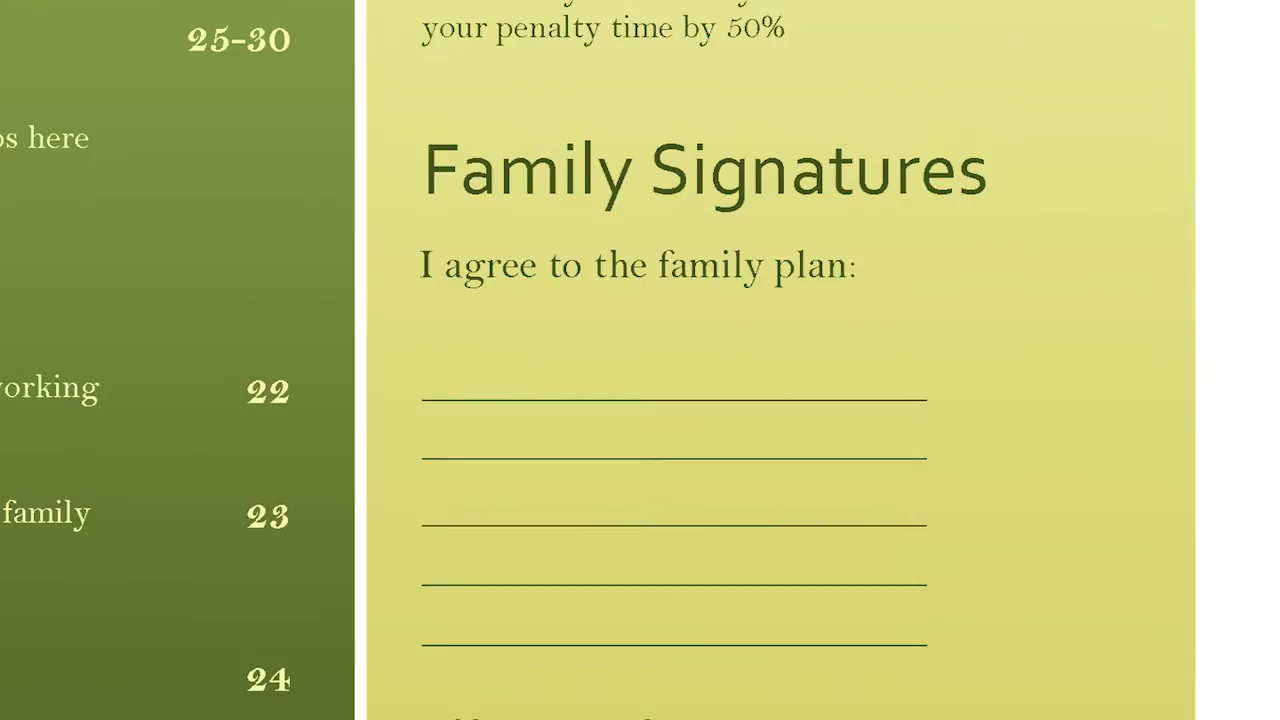 25-30
here
working
22
family
23
24
your penalty time by 50%
Family Signatures
I agree to the family plan: